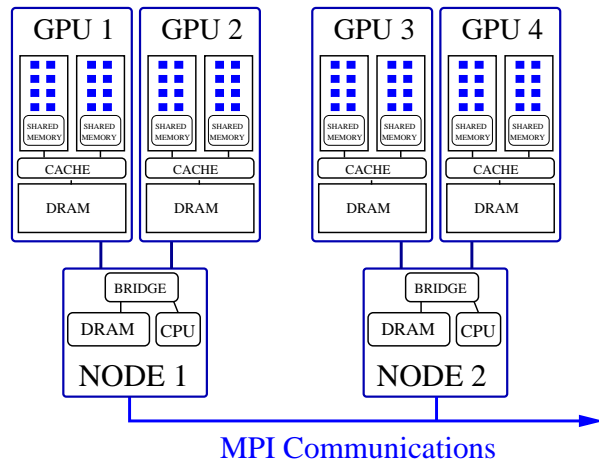 GPU 1
GPU 2
GPU 3
GPU 4
SHARED
MEMORY
SHARED
MEMORY
SHARED
MEMORY
SHARED
MEMORY
SHARED
MEMORY
SHARED
MEMORY
SHARED
MEMORY
SHARED
MEMORY
CACHE
CACHE
CACHE
CACHE
DRAM
DRAM
DRAM
DRAM
BRIDGE
DRAM
CPU
NODE 1
BRIDGE
DRAM
CPU
NODE 2
MPI Communications